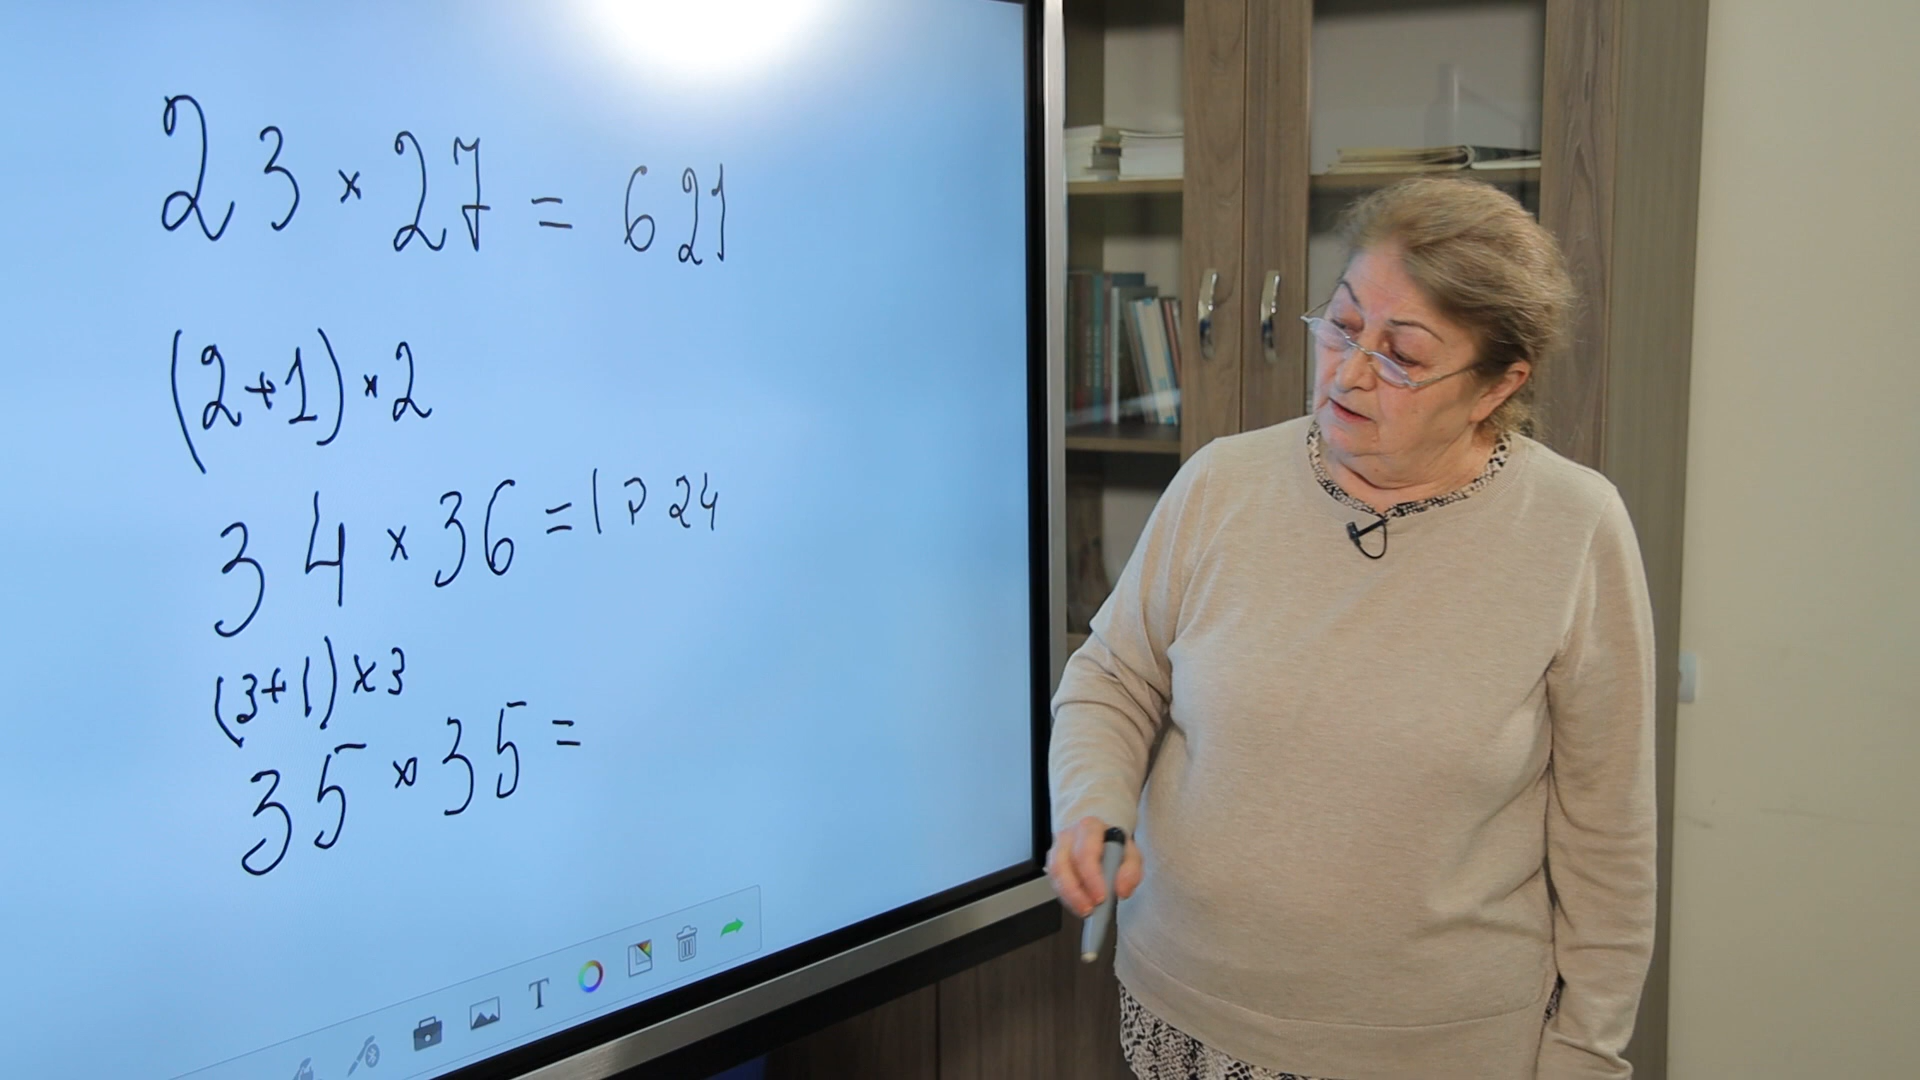 23 × 27 = 621
(2+1) × 2
34 × 36 = 1224
(3+1) × 3
35 × 35 =
T